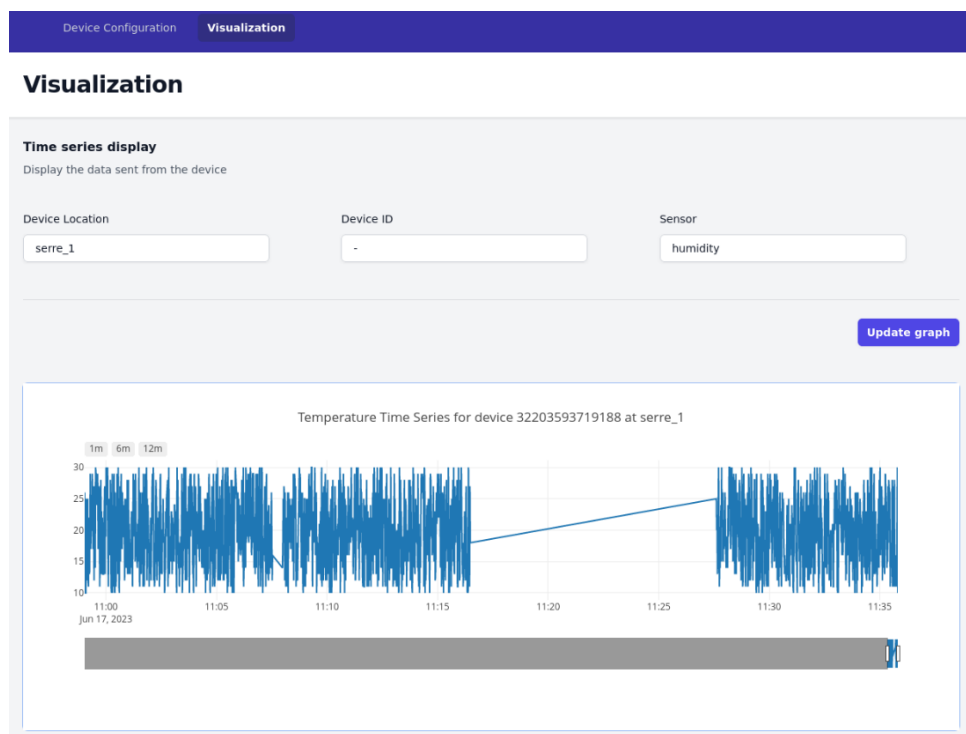 Device Configuration Visualization
Visualization
Time series display
Display the data sent from the device
Device Location Device ID Sensor
serre_1 - humidity
Update graph
Temperature Time Series for device 32203593719188 at serre_1
1m 6m 12m
30
25
20
15
10
11:00 11:05 11:10 11:15 11:20 11:25 11:30 11:35
Jun 17, 2023